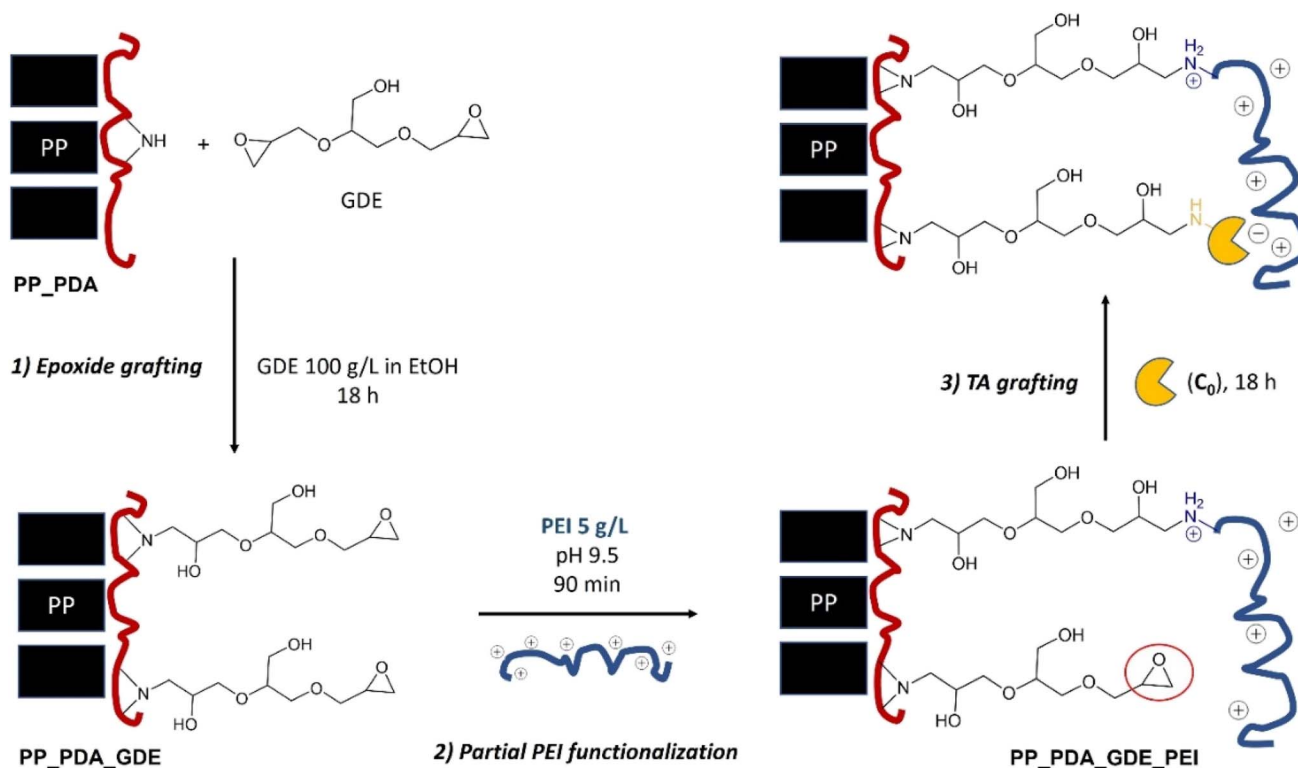 PP
NH
+
O
O
OH
O
O
GDE
PP_PDA
1) Epoxide grafting
GDE 100 g/L in EtOH
18 h
PP
N
HO
O
OH
O
O
N
HO
O
OH
O
O
PP_PDA_GDE
PEI 5 g/L
pH 9.5
90 min
+ + + + + +
2) Partial PEI functionalization
PP
N
OH
O
OH
O
OH
H2
N
+
+
+
+
+
N
HO
O
OH
O
O
PP_PDA_GDE_PEI
3) TA grafting
(C0), 18 h
PP
N
OH
O
OH
O
OH
H2
N
+
+
+
+
+
N
OH
O
OH
O
OH
H
N
−